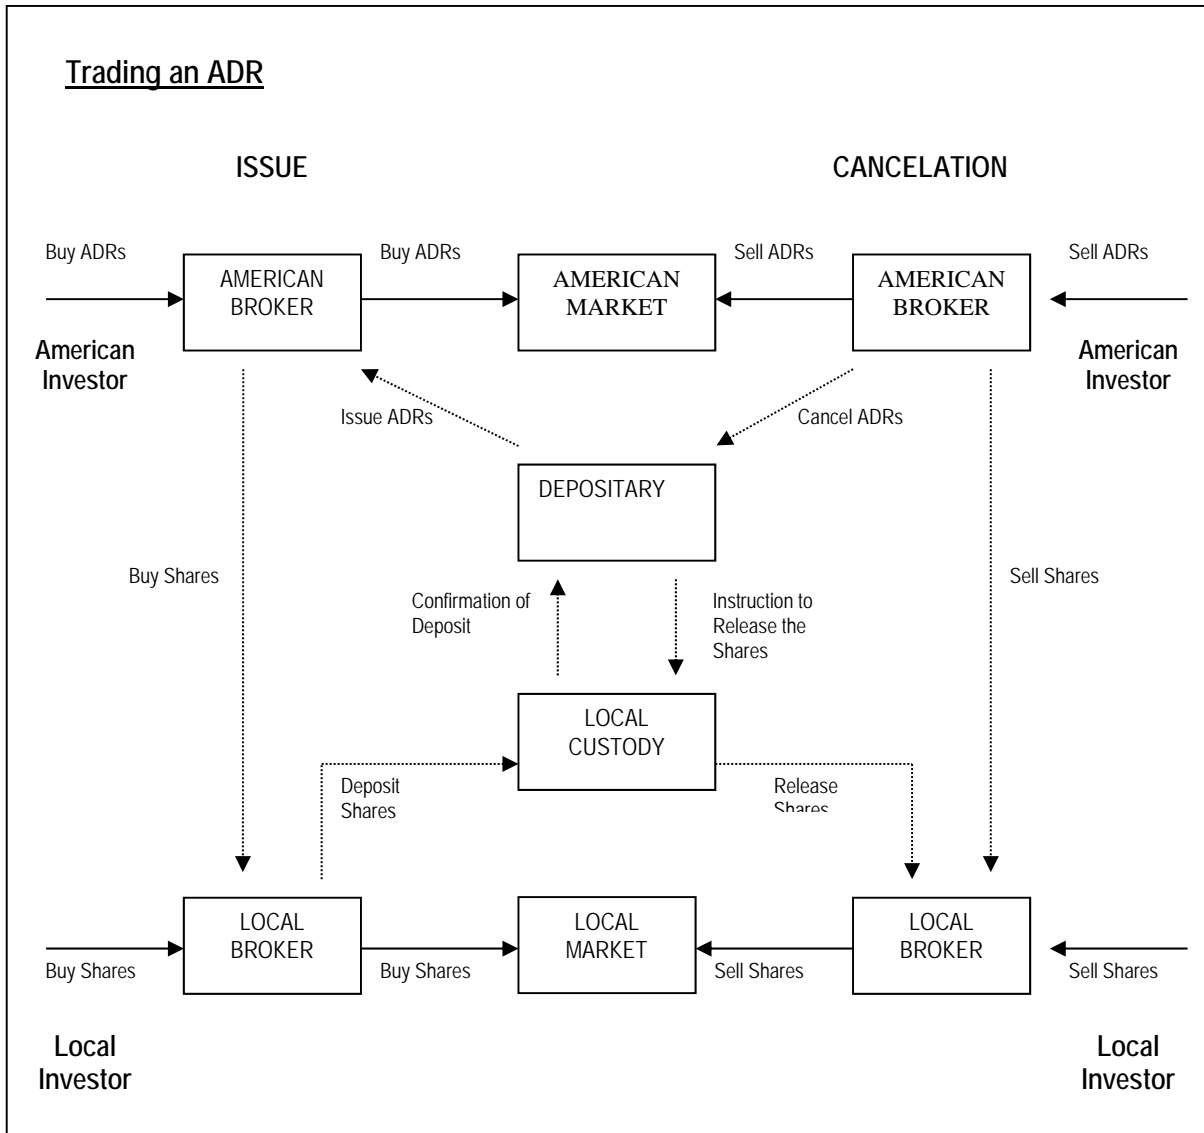 Trading an ADR
ISSUE
CANCELATION
Buy ADRs
Buy ADRs
Sell ADRs
Sell ADRs
AMERICAN
BROKER
AMERICAN
MARKET
AMERICAN
BROKER
American
Investor
American
Investor
Issue ADRs
Cancel ADRs
DEPOSITARY
Buy Shares
Sell Shares
Confirmation of
Deposit
Instruction to
Release the
Shares
LOCAL
CUSTODY
Deposit
Shares
Release
Shares
LOCAL
BROKER
LOCAL
MARKET
LOCAL
BROKER
Buy Shares
Buy Shares
Sell Shares
Sell Shares
Local
Investor
Local
Investor